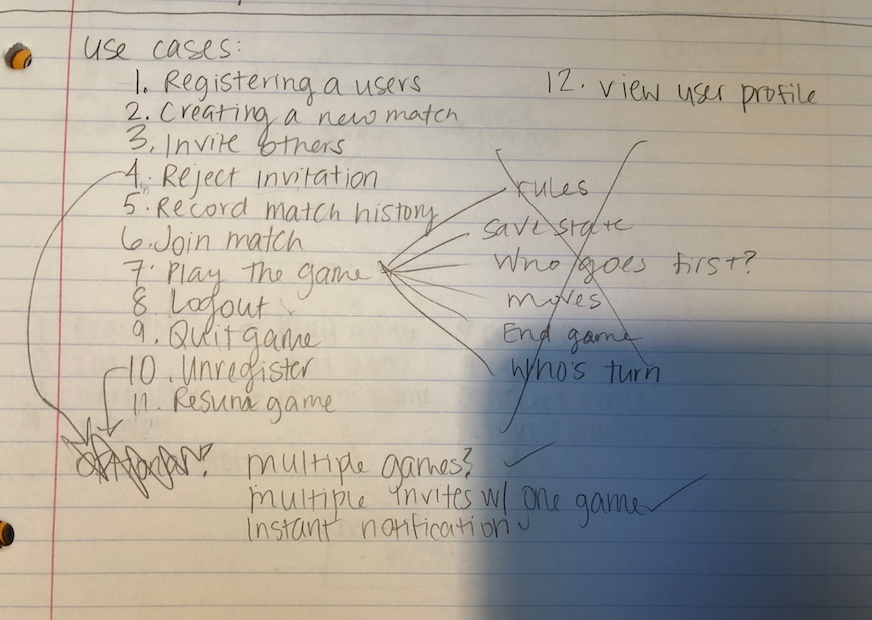 use cases:
1. Registering a users
2. Creating a new match
3. Invite others
4. Reject invitation
5. Record match history
6. Join match
7. Play the game
8. Logout
9. Quit game
10. Unregister
11. Resume game
12. view user profile
rules
save state
Who goes first?
moves
End game
Who's turn
multiple games?
multiple invites w/ one game
Instant notification